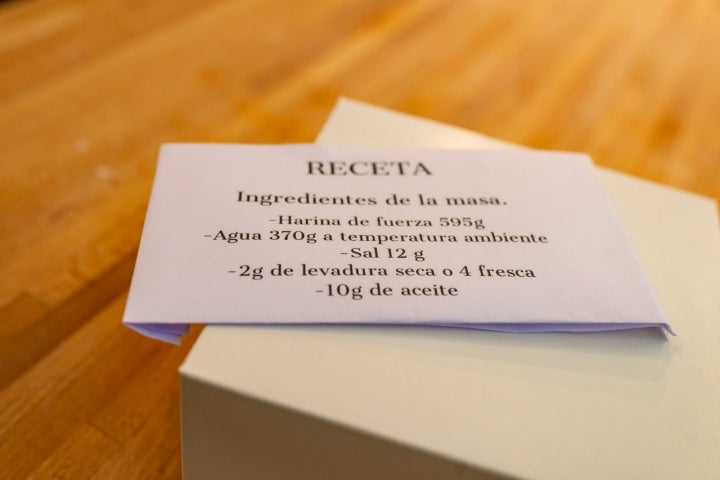 RECETA
Ingredientes de la masa.
-Harina de fuerza 595g
-Agua 370g a temperatura ambiente
-Sal 12 g
-2g de levadura seca o 4 fresca
-10g de aceite